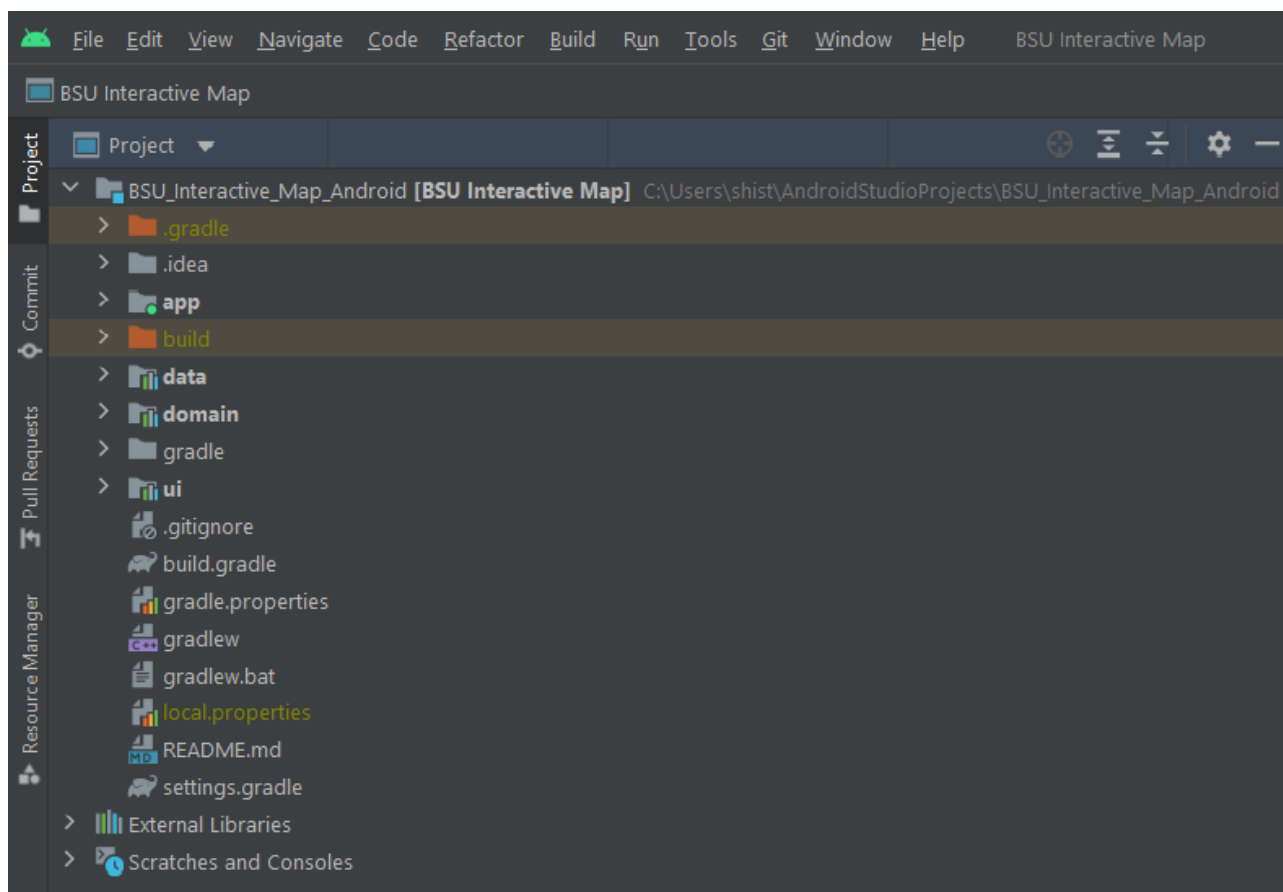 File Edit View Navigate Code Refactor Build Run Tools Git Window Help BSU Interactive Map
BSU Interactive Map
Project
Project
Commit
Pull Requests
Resource Manager
BSU_Interactive_Map_Android [BSU Interactive Map] C:\Users\shist\AndroidStudioProjects\BSU_Interactive_Map_Android
.gradle
.idea
app
build
data
domain
gradle
ui
.gitignore
build.gradle
gradle.properties
C++ gradlew
gradlew.bat
local.properties
MD README.md
settings.gradle
External Libraries
Scratches and Consoles